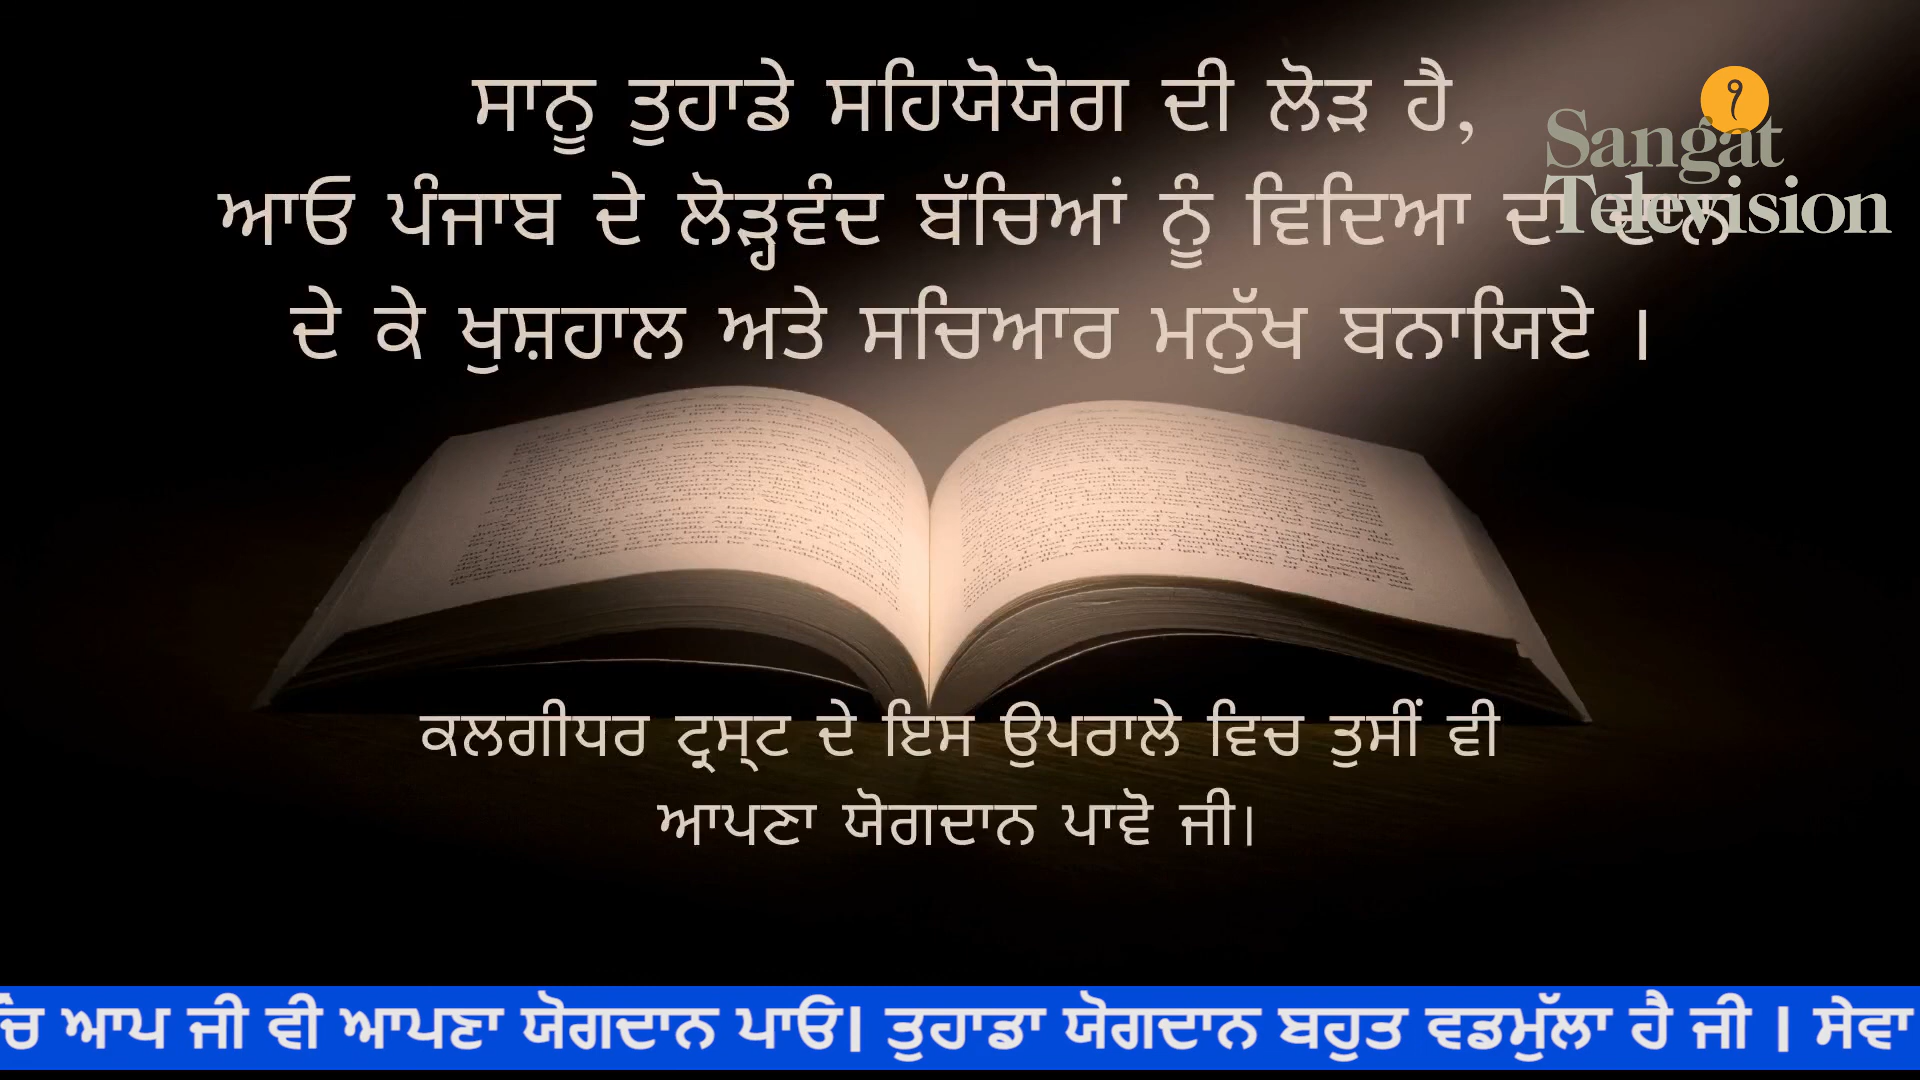 ਸਾਨੂ ਤੁਹਾਡੇ ਸਹਿਯੋਯੋਗ ਦੀ ਲੋੜ ਹੈ,
ਆਓ ਪੰਜਾਬ ਦੇ ਲੋੜ੍ਹਵੰਦ ਬੱਚਿਆਂ ਨੂੰ ਵਿਦਿਆ ਦਾ ਦਾਨ
ਦੇ ਕੇ ਖੁਸ਼ਹਾਲ ਅਤੇ ਸਚਿਆਰ ਮਨੁੱਖ ਬਨਾਯਿਏ ।
੧
Sangat
Television
ਕਲਗੀਧਰ ਟ੍ਰਸ੍ਟ ਦੇ ਇਸ ਉਪਰਾਲੇ ਵਿਚ ਤੁਸੀਂ ਵੀ
ਆਪਣਾ ਯੋਗਦਾਨ ਪਾਵੋ ਜੀ।
ਆਪ ਜੀ ਵੀ ਆਪਣਾ ਯੋਗਦਾਨ ਪਾਓ। ਤੁਹਾਡਾ ਯੋਗਦਾਨ ਬਹੁਤ ਵਡਮੁੱਲਾ ਹੈ ਜੀ | ਸੇਵਾ